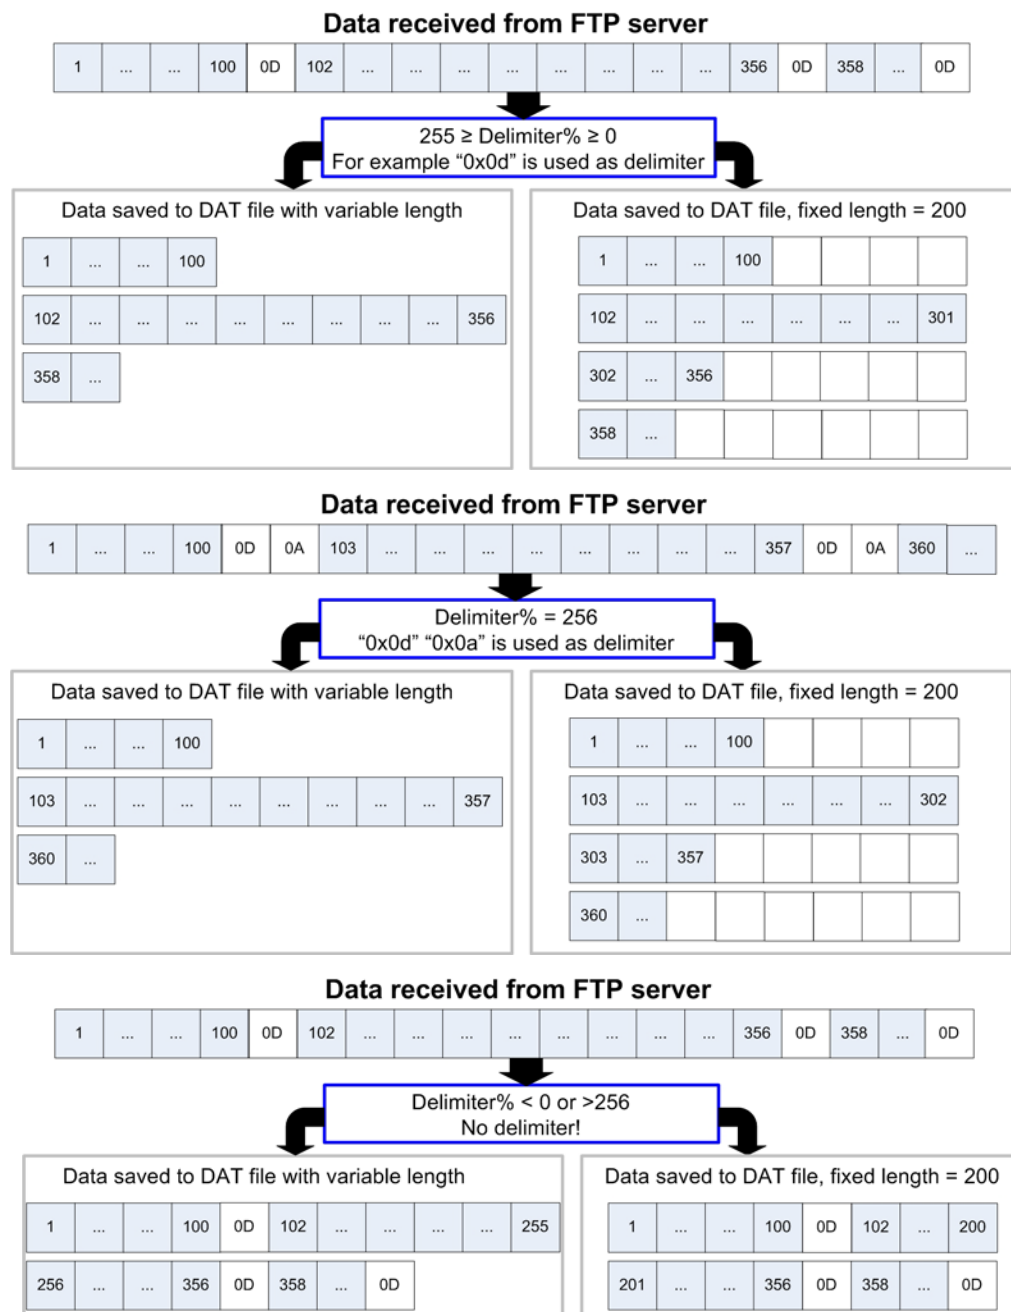 Data received from FTP server
1 ... ... 100 0D 102 ... ... ... ... ... ... ... ... 356 0D 358 ... 0D
255 ≥ Delimiter% ≥ 0
For example “0x0d” is used as delimiter
Data saved to DAT file with variable length
1 ... ... 100
102 ... ... ... ... ... ... ... ... 356
358 ...
Data saved to DAT file, fixed length = 200
1 ... ... 100
102 ... ... ... ... ... ... 301
302 ... 356
358 ...
Data received from FTP server
1 ... ... 100 0D 0A 103 ... ... ... ... ... ... ... ... 357 0D 0A 360 ...
Delimiter% = 256
“0x0d” “0x0a” is used as delimiter
Data saved to DAT file with variable length
1 ... ... 100
103 ... ... ... ... ... ... ... ... 357
360 ...
Data saved to DAT file, fixed length = 200
1 ... ... 100
103 ... ... ... ... ... ... 302
303 ... 357
360 ...
Data received from FTP server
1 ... ... 100 0D 102 ... ... ... ... ... ... ... ... 356 0D 358 ... 0D
Delimiter% < 0 or >256
No delimiter!
Data saved to DAT file with variable length
1 ... ... 100 0D 102 ... ... ... ... 255
256 ... ... 356 0D 358 ... 0D
Data saved to DAT file, fixed length = 200
1 ... ... 100 0D 102 ... 200
201 ... ... 356 0D 358 ... 0D